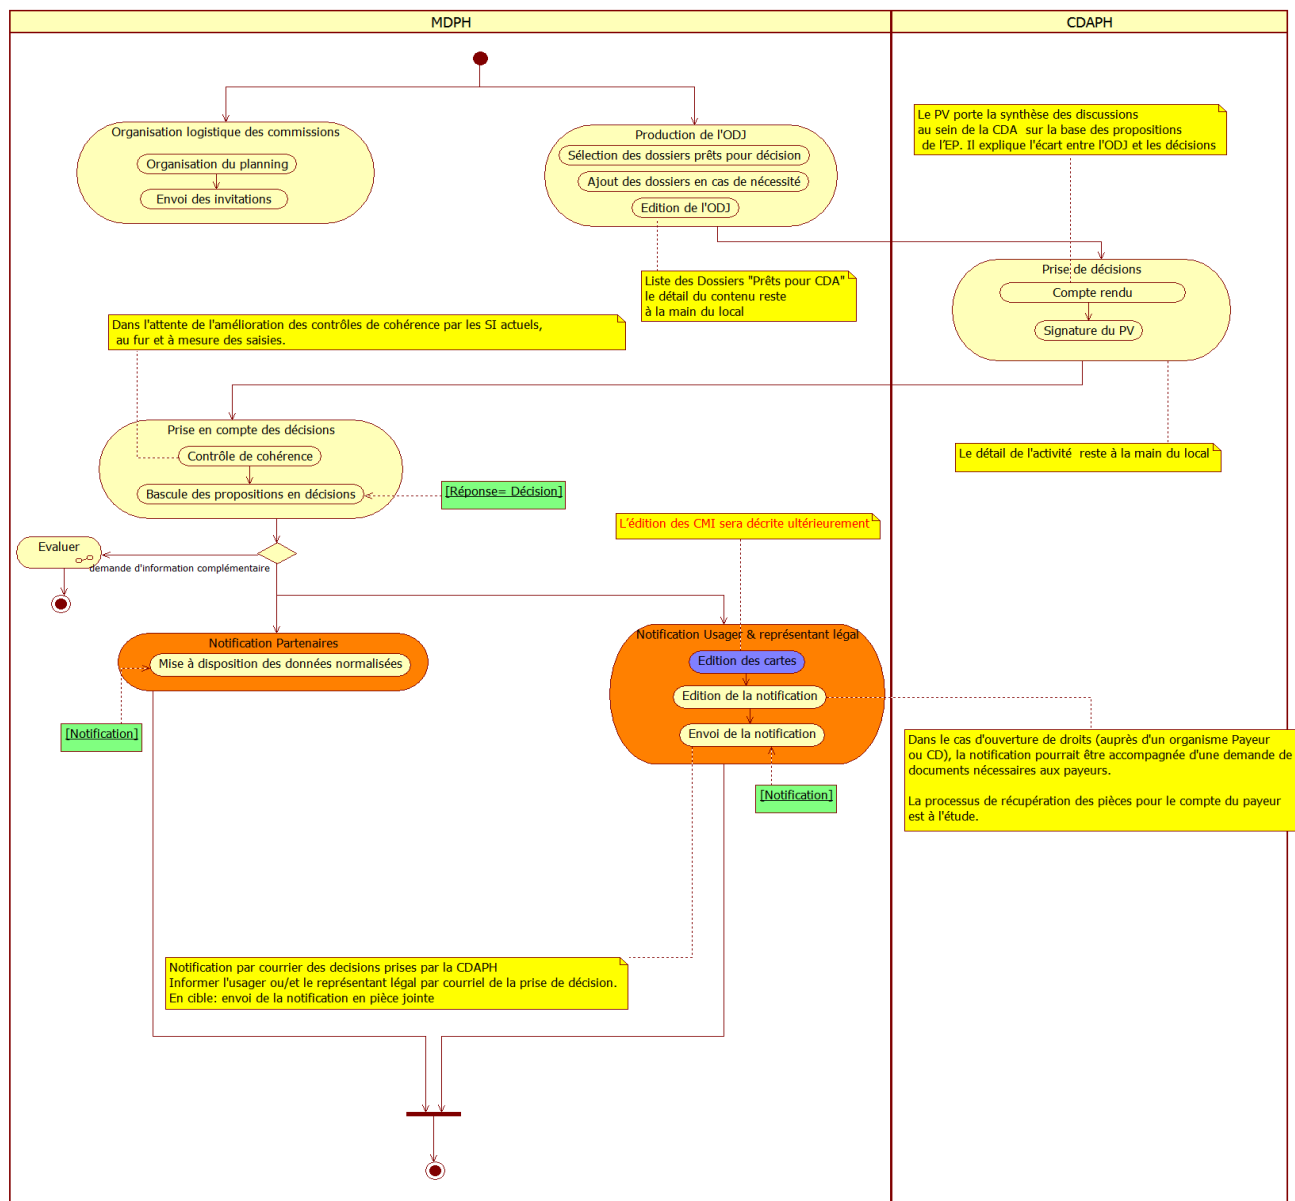 MDPH
CDAPH
Organisation logistique des commissions
Organisation du planning
Envoi des invitations
Production de l'ODJ
Sélection des dossiers prêts pour décision
Ajout des dossiers en cas de nécessité
Edition de l'ODJ
Le PV porte la synthèse des discussions
au sein de la CDA sur la base des propositions
de l'EP. Il explique l'écart entre l'ODJ et les décisions
Liste des Dossiers "Prêts pour CDA"
le détail du contenu reste
à la main du local
Prise de décisions
Compte rendu
Signature du PV
Dans l'attente de l'amélioration des contrôles de cohérence par les SI actuels,
au fur et à mesure des saisies.
Prise en compte des décisions
Contrôle de cohérence
Bascule des propositions en décisions
[Réponse= Décision]
Le détail de l'activité reste à la main du local
L'édition des CMI sera décrite ultérieurement
Evaluer
demande d'information complémentaire
Notification Partenaires
Mise à disposition des données normalisées
[Notification]
Notification Usager & représentant légal
Edition des cartes
Edition de la notification
Envoi de la notification
[Notification]
Dans le cas d'ouverture de droits (auprès d'un organisme Payeur
ou CD), la notification pourrait être accompagnée d'une demande de
documents nécessaires aux payeurs.
La processus de récupération des pièces pour le compte du payeur
est à l'étude.
Notification par courrier des decisions prises par la CDAPH
Informer l'usager ou/et le représentant légal par courriel de la prise de décision.
En cible: envoi de la notification en pièce jointe